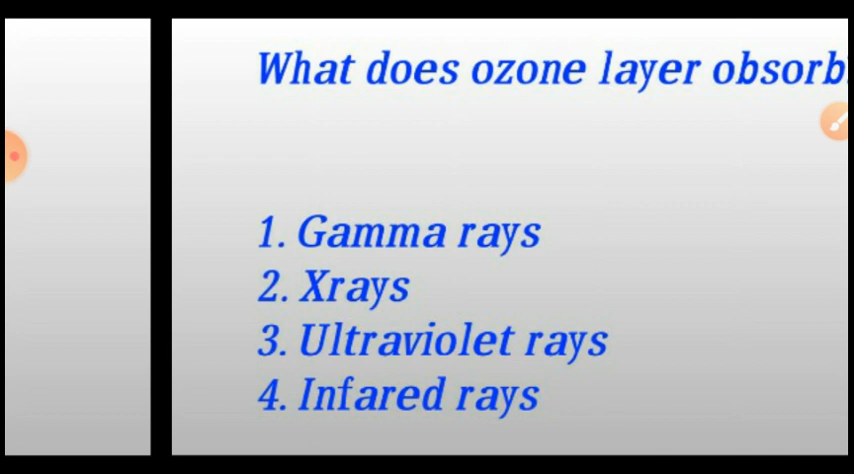 What does ozone layer obsorb
1. Gamma rays
2. Xrays
3. Ultraviolet rays
4. Infared rays